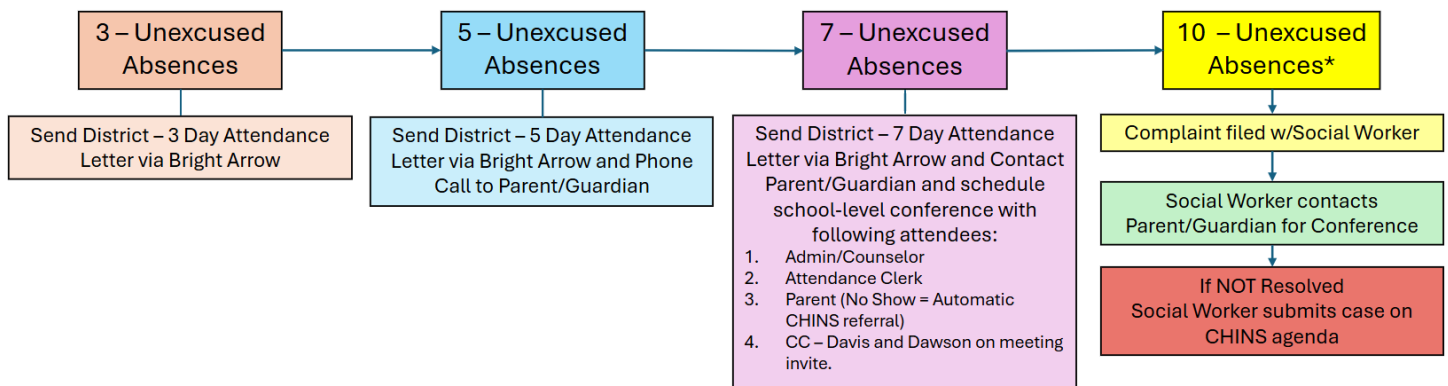 3 – Unexcused
Absences
Send District – 3 Day Attendance
Letter via Bright Arrow
5 – Unexcused
Absences
Send District – 5 Day Attendance
Letter via Bright Arrow and Phone
Call to Parent/Guardian
7 – Unexcused
Absences
Send District – 7 Day Attendance
Letter via Bright Arrow and Contact
Parent/Guardian and schedule
school-level conference with
following attendees:
1. Admin/Counselor
2. Attendance Clerk
3. Parent (No Show = Automatic
CHINS referral)
4. CC – Davis and Dawson on meeting
invite.
10 – Unexcused
Absences*
Complaint filed w/Social Worker
Social Worker contacts
Parent/Guardian for Conference
If NOT Resolved
Social Worker submits case on
CHINS agenda